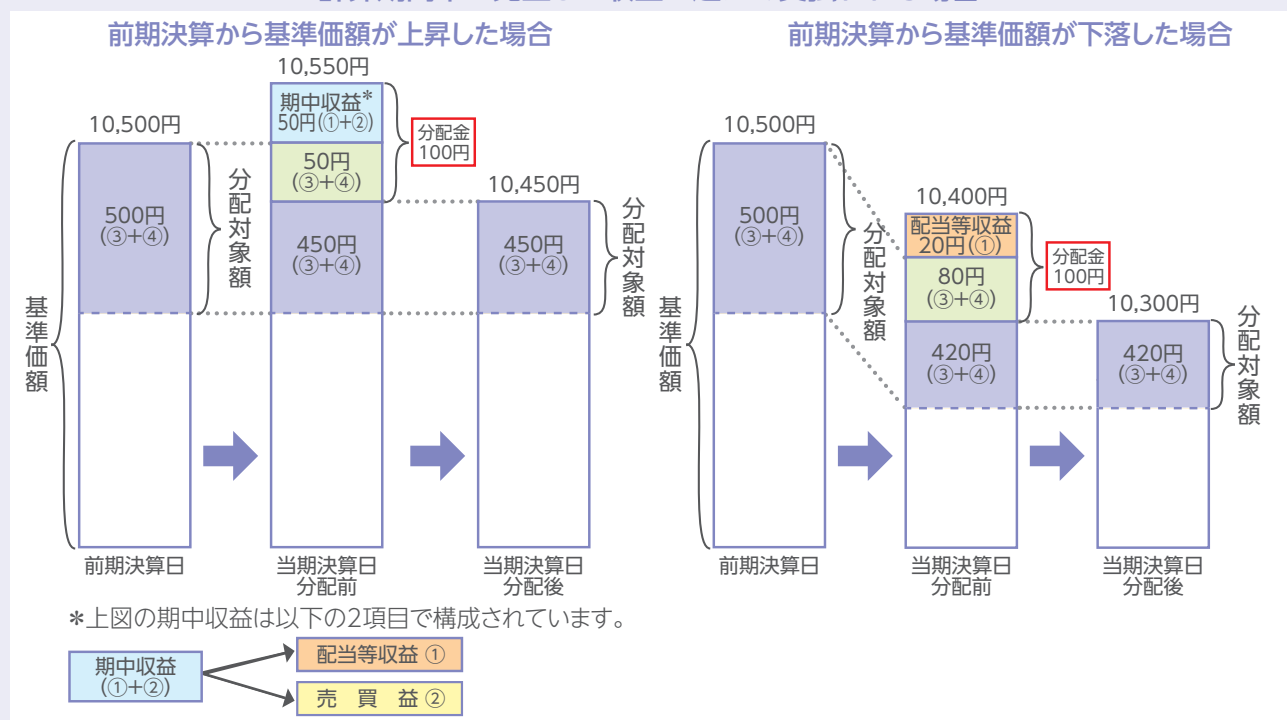 前期決算から基準価額が上昇した場合
10,500円
500円
(③+④)
分配対象額
基準価額
前期決算日
10,550円
期中収益*
50円(①+②)
50円
(③+④)
450円
(③+④)
分配金
100円
当期決算日
分配前
10,450円
450円
(③+④)
分配対象額
当期決算日
分配後
前期決算から基準価額が下落した場合
10,500円
500円
(③+④)
分配対象額
基準価額
前期決算日
10,400円
配当等収益
20円(①)
80円
(③+④)
420円
(③+④)
分配金
100円
当期決算日
分配前
10,300円
420円
(③+④)
分配対象額
当期決算日
分配後
*上図の期中収益は以下の2項目で構成されています。
期中収益
(①+②)
配当等収益 ①
売 買 益 ②